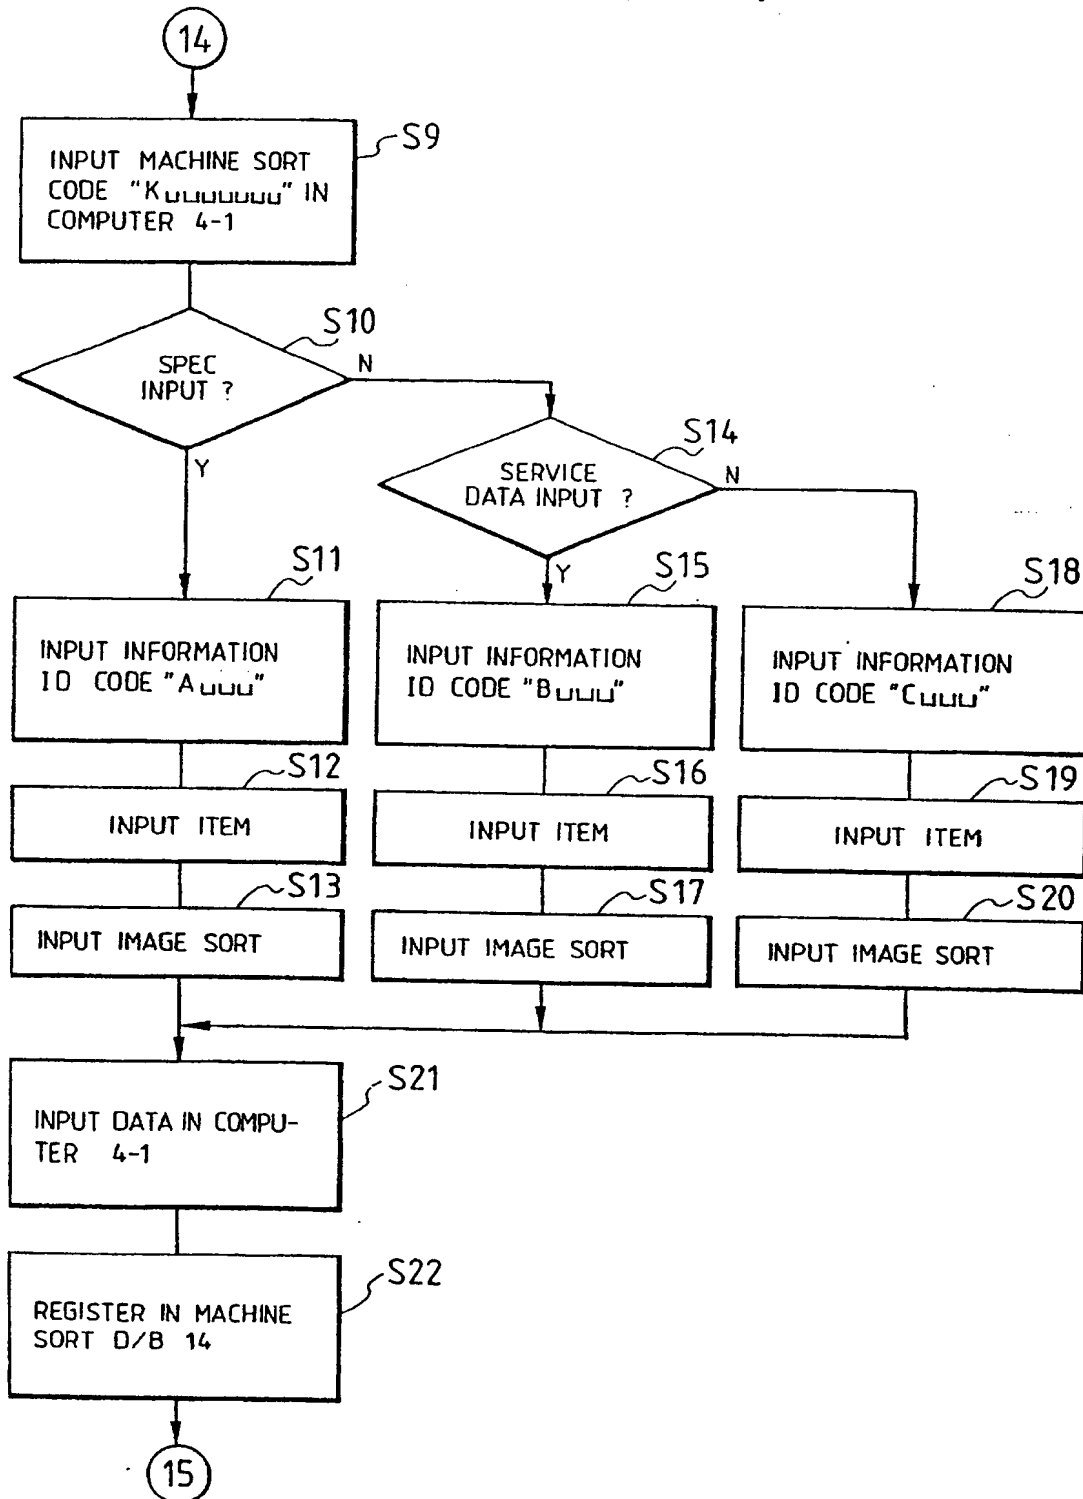 14
S9
INPUT MACHINE SORT
CODE "K␣␣␣␣␣␣␣" IN
COMPUTER 4-1
S10
SPEC
INPUT ?
N
Y
S14
SERVICE
DATA INPUT ?
N
Y
S11
INPUT INFORMATION
ID CODE "A␣␣␣"
S15
INPUT INFORMATION
ID CODE "B␣␣␣"
S18
INPUT INFORMATION
ID CODE "C␣␣␣"
S12
INPUT ITEM
S16
INPUT ITEM
S19
INPUT ITEM
S13
INPUT IMAGE SORT
S17
INPUT IMAGE SORT
S20
INPUT IMAGE SORT
S21
INPUT DATA IN COMPU-
TER 4-1
S22
REGISTER IN MACHINE
SORT D/B 14
15